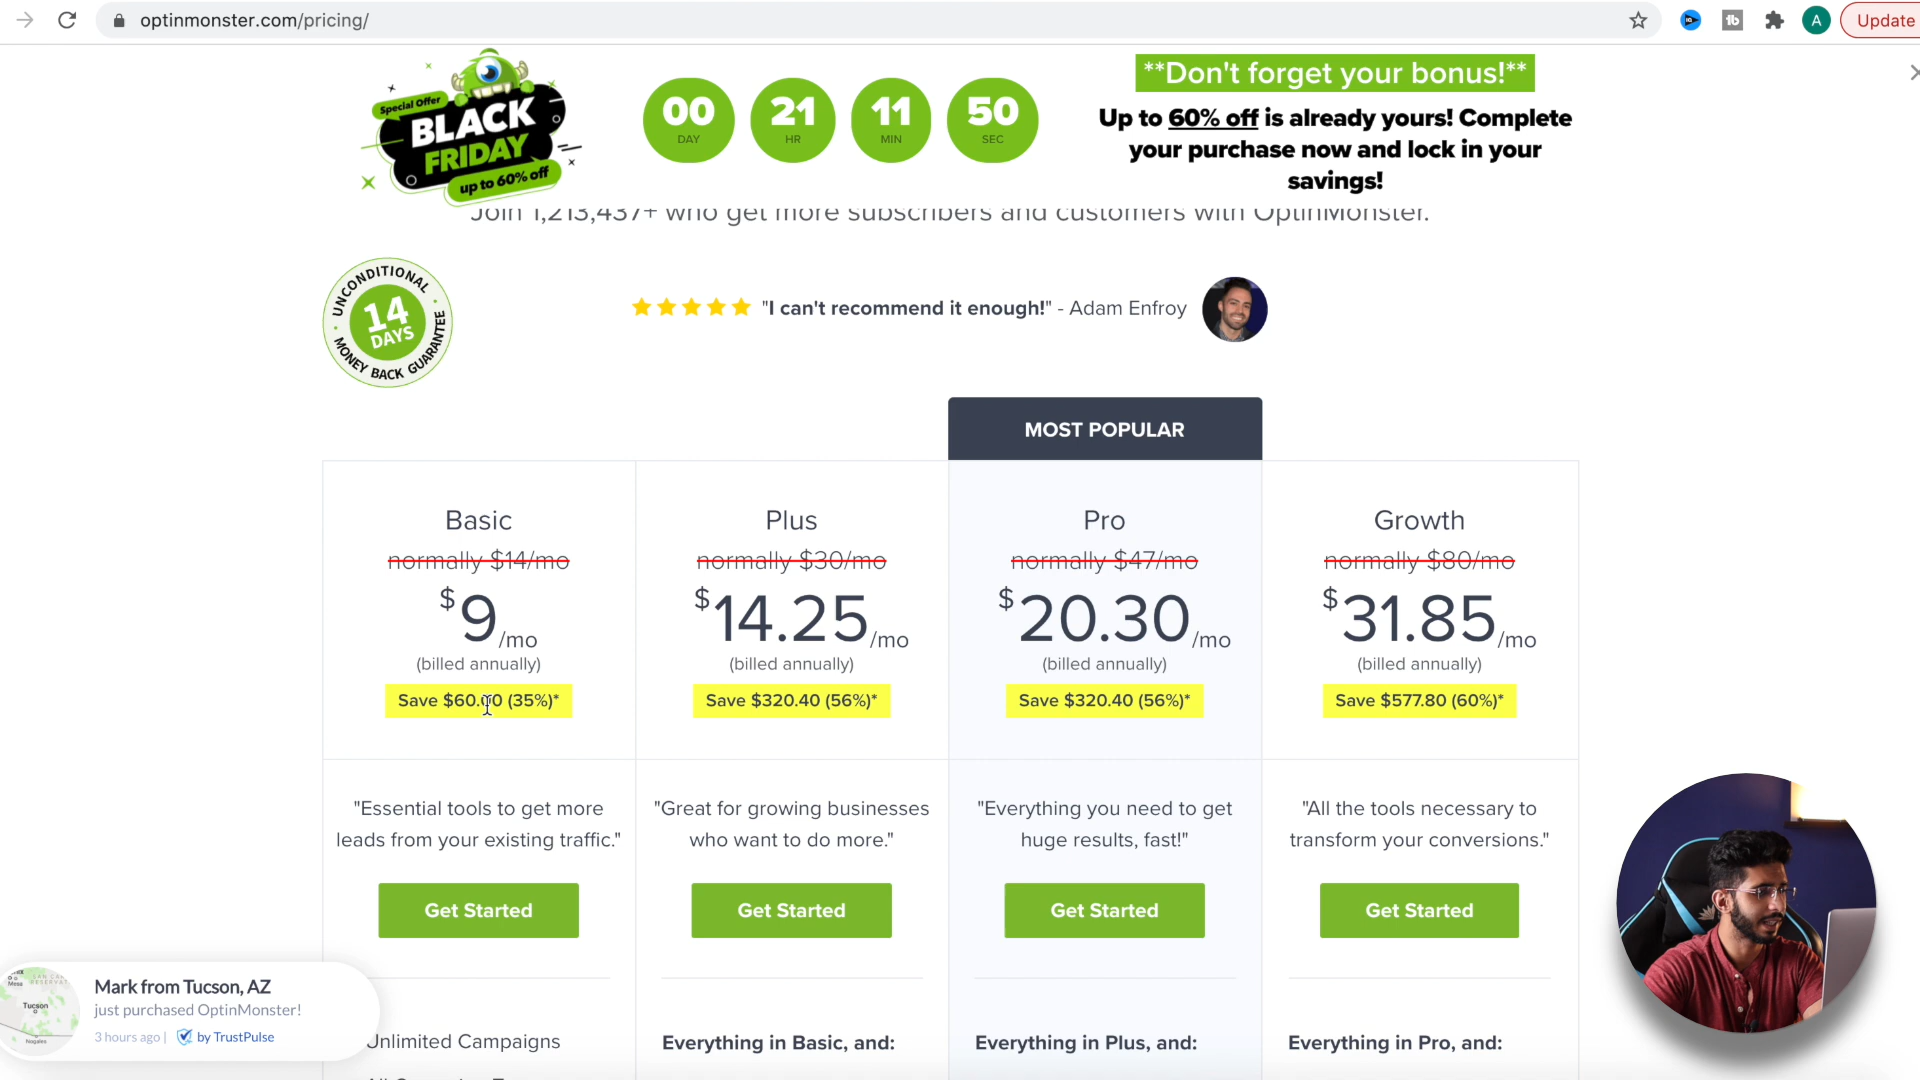 optinmonster.com/pricing/
A
Update
Special Offer
BLACK
FRIDAY
up to 60% off
00
DAY
21
HR
11
MIN
50
SEC
**Don't forget your bonus!**
Up to 60% off is already yours! Complete
your purchase now and lock in your
savings!
Join 1,213,437+ who get more subscribers and customers with OptinMonster.
UNCONDITIONAL
14
DAYS
MONEY BACK GUARANTEE
"I can't recommend it enough!" - Adam Enfroy
MOST POPULAR
Basic
normally $14/mo
$9/mo
(billed annually)
Save $60.00 (35%)*
"Essential tools to get more
leads from your existing traffic."
Get Started
Unlimited Campaigns
Plus
normally $30/mo
$14.25/mo
(billed annually)
Save $320.40 (56%)*
"Great for growing businesses
who want to do more."
Get Started
Everything in Basic, and:
Pro
normally $47/mo
$20.30/mo
(billed annually)
Save $320.40 (56%)*
"Everything you need to get
huge results, fast!"
Get Started
Everything in Plus, and:
Growth
normally $80/mo
$31.85/mo
(billed annually)
Save $577.80 (60%)*
"All the tools necessary to
transform your conversions."
Get Started
Everything in Pro, and:
Mesa
Tucson
Nogales
Mark from Tucson, AZ
just purchased OptinMonster!
3 hours ago | by TrustPulse